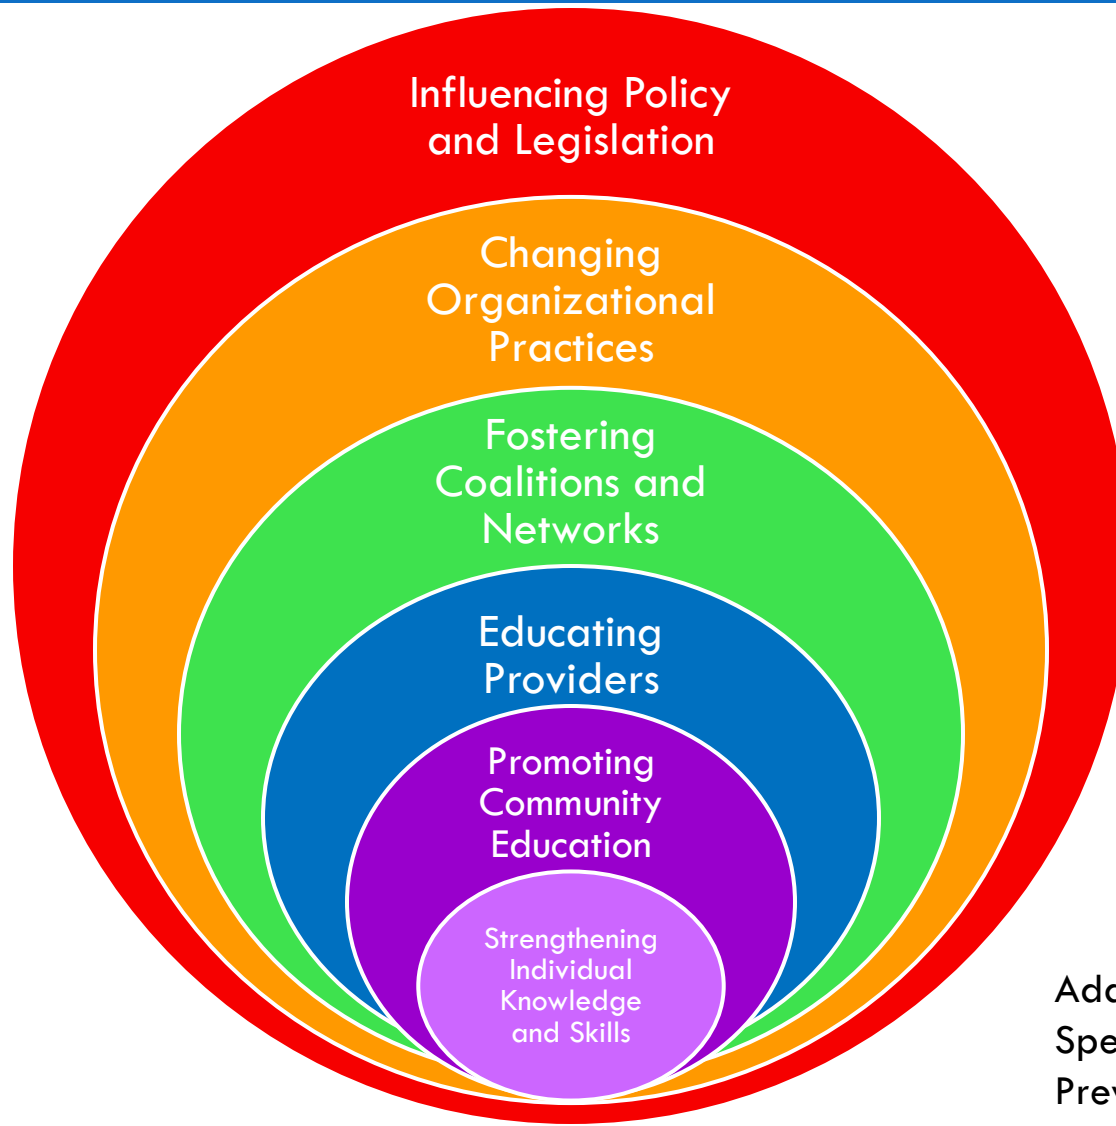 Influencing Policy
and Legislation
Changing
Organizational
Practices
Fostering
Coalitions and
Networks
Educating
Providers
Promoting
Community
Education
Strengthening
Individual
Knowledge
and Skills